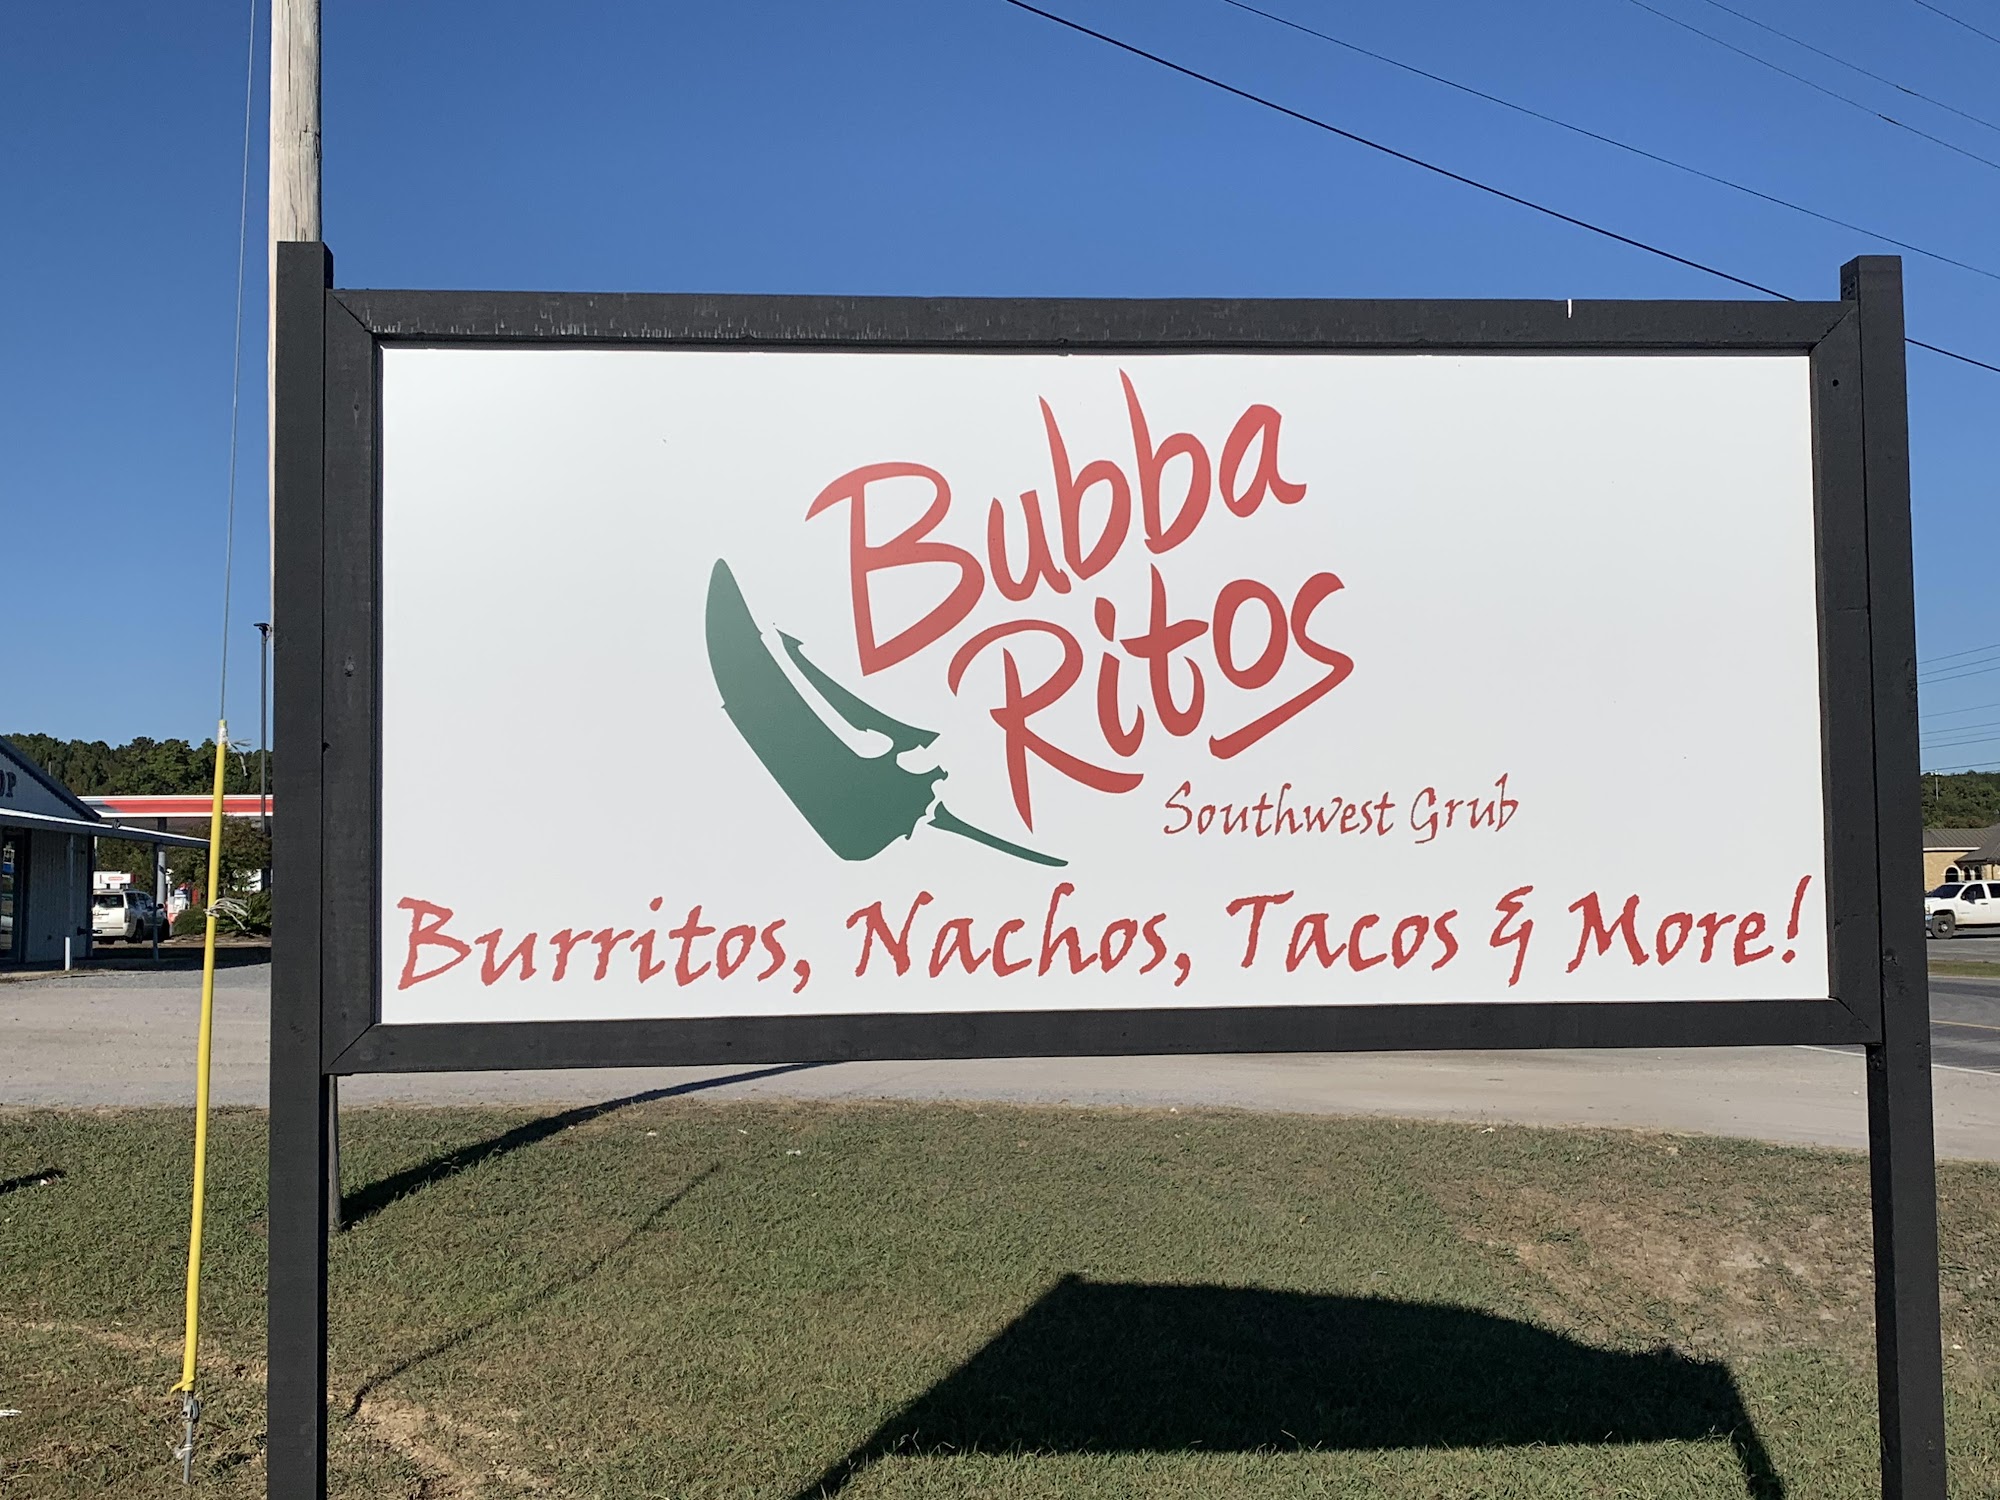 Bubba
Ritos
Southwest Grub
Burritos, Nachos, Tacos & More!